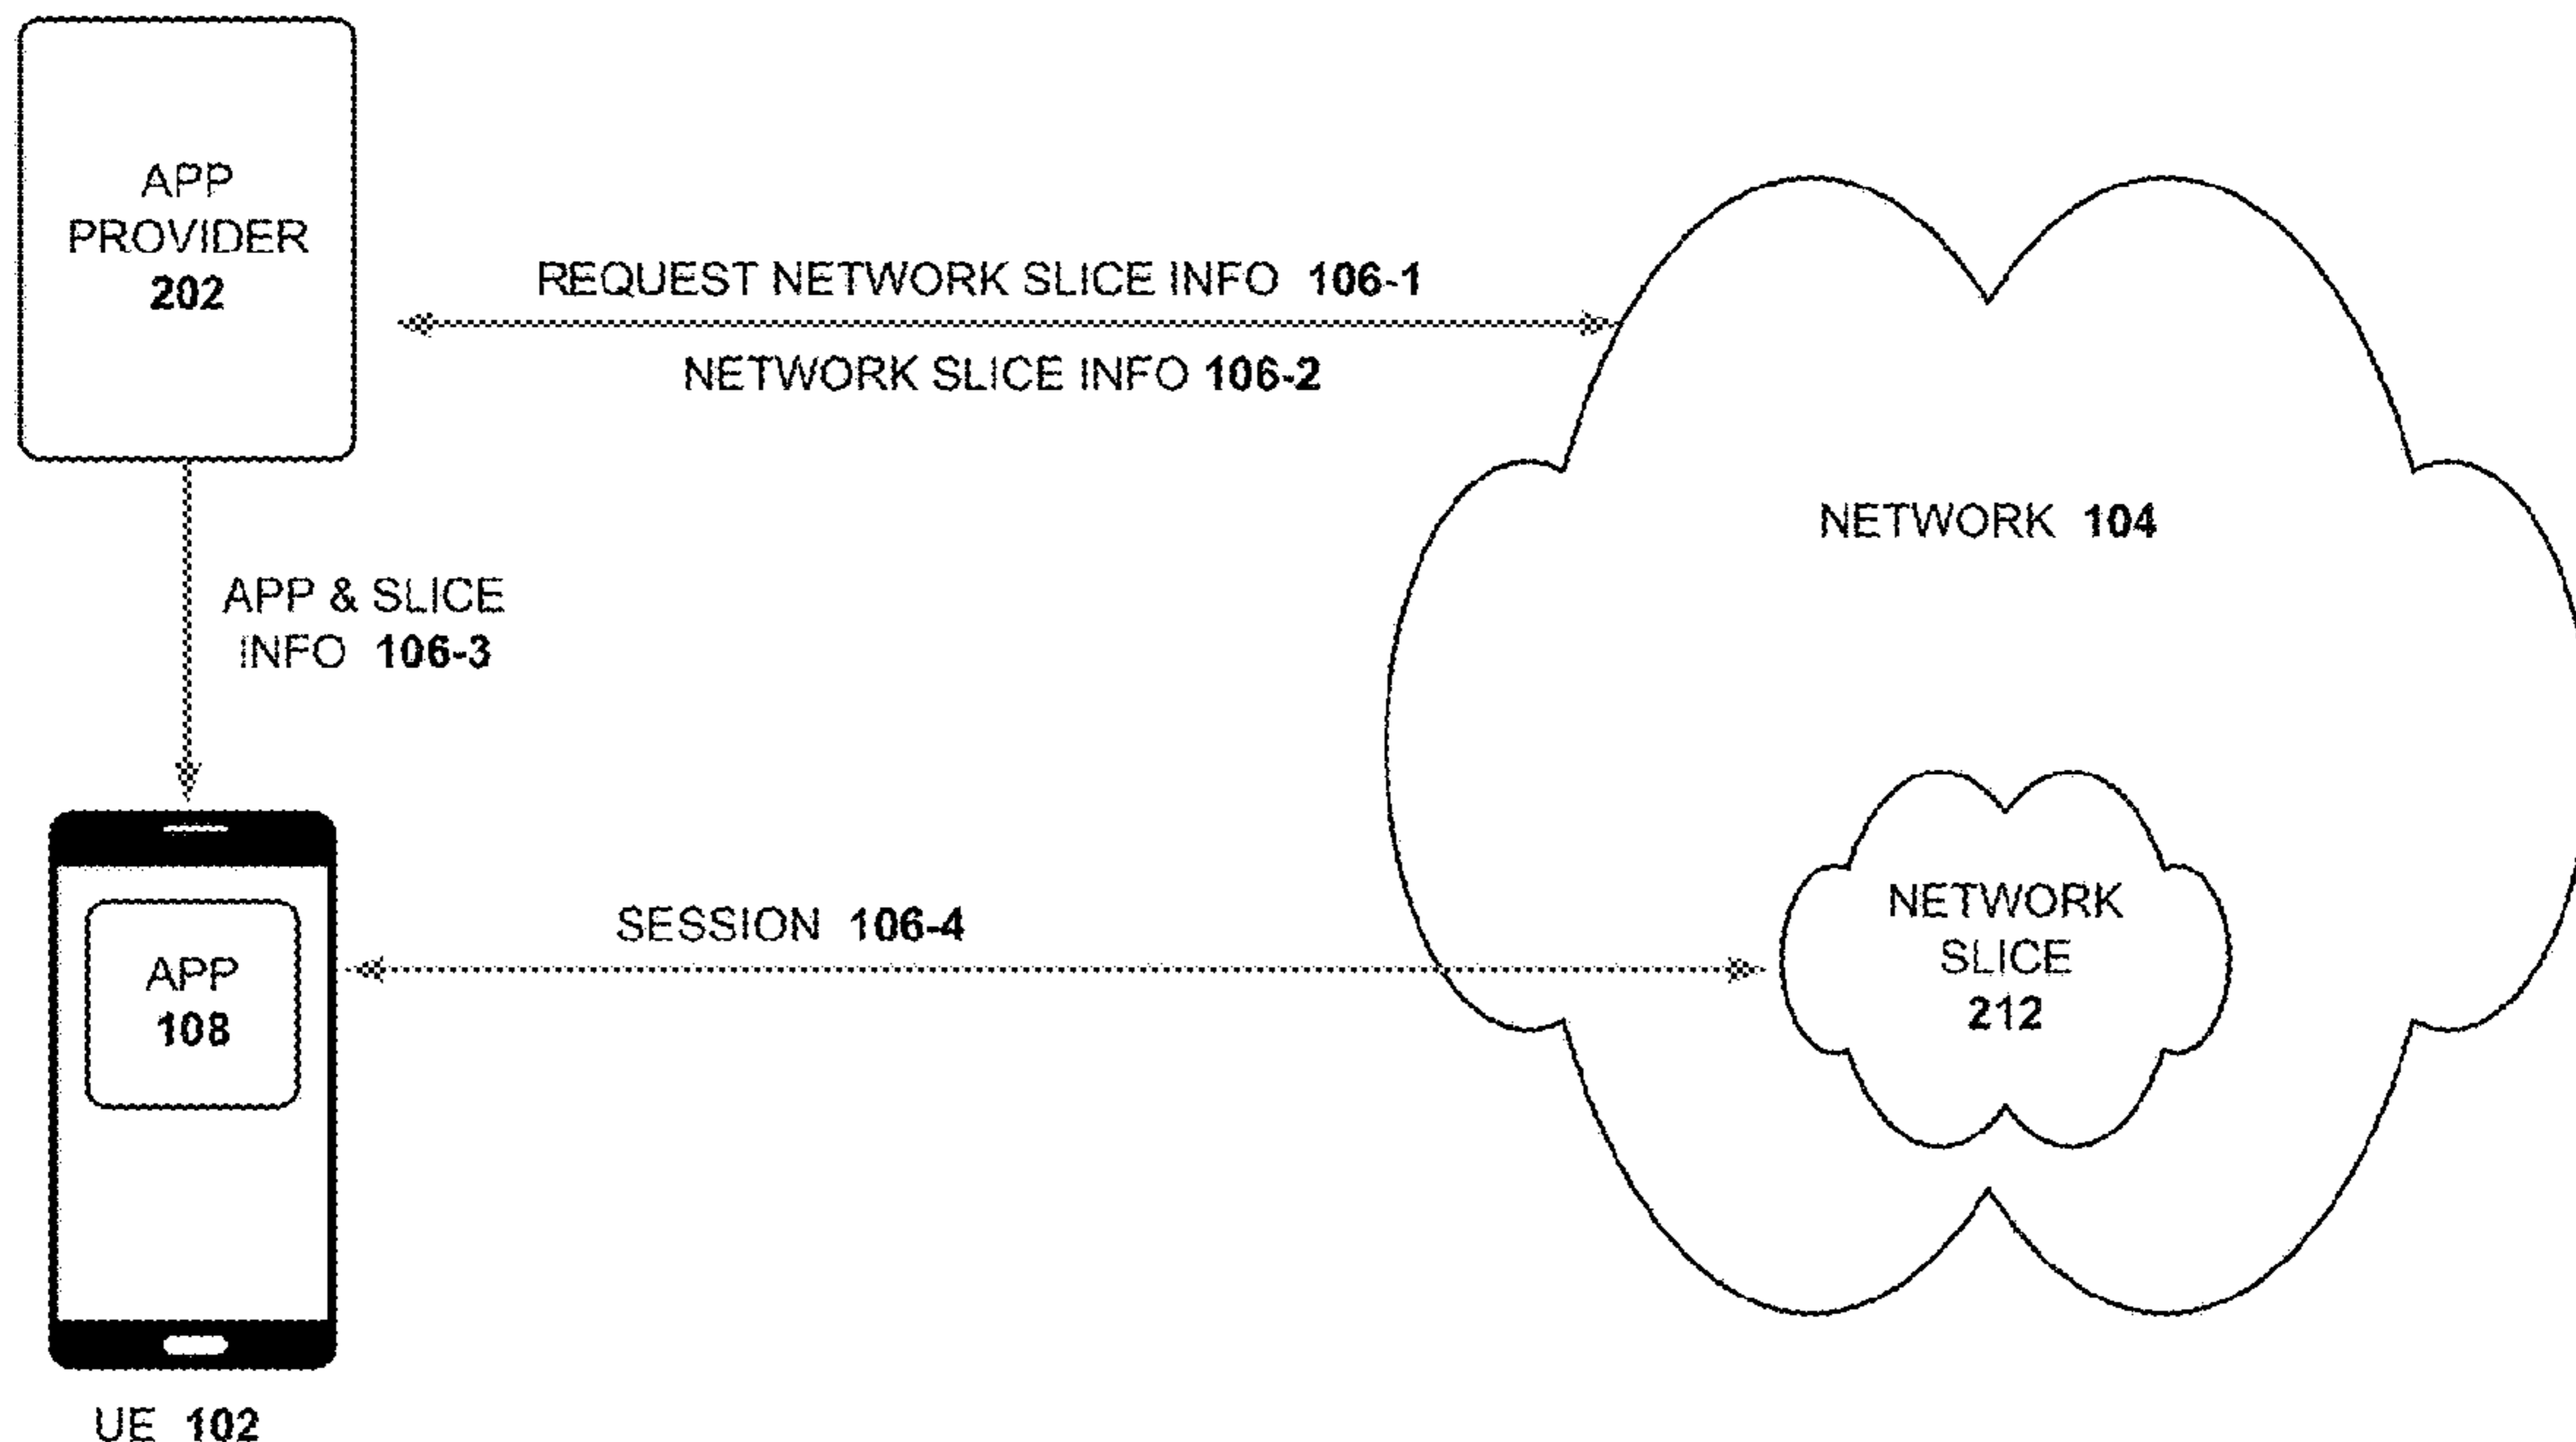 APP
PROVIDER
202
REQUEST NETWORK SLICE INFO 106-1
NETWORK SLICE INFO 106-2
NETWORK 104
APP & SLICE
INFO 106-3
SESSION 106-4
NETWORK
SLICE
212
APP
108
UE 102